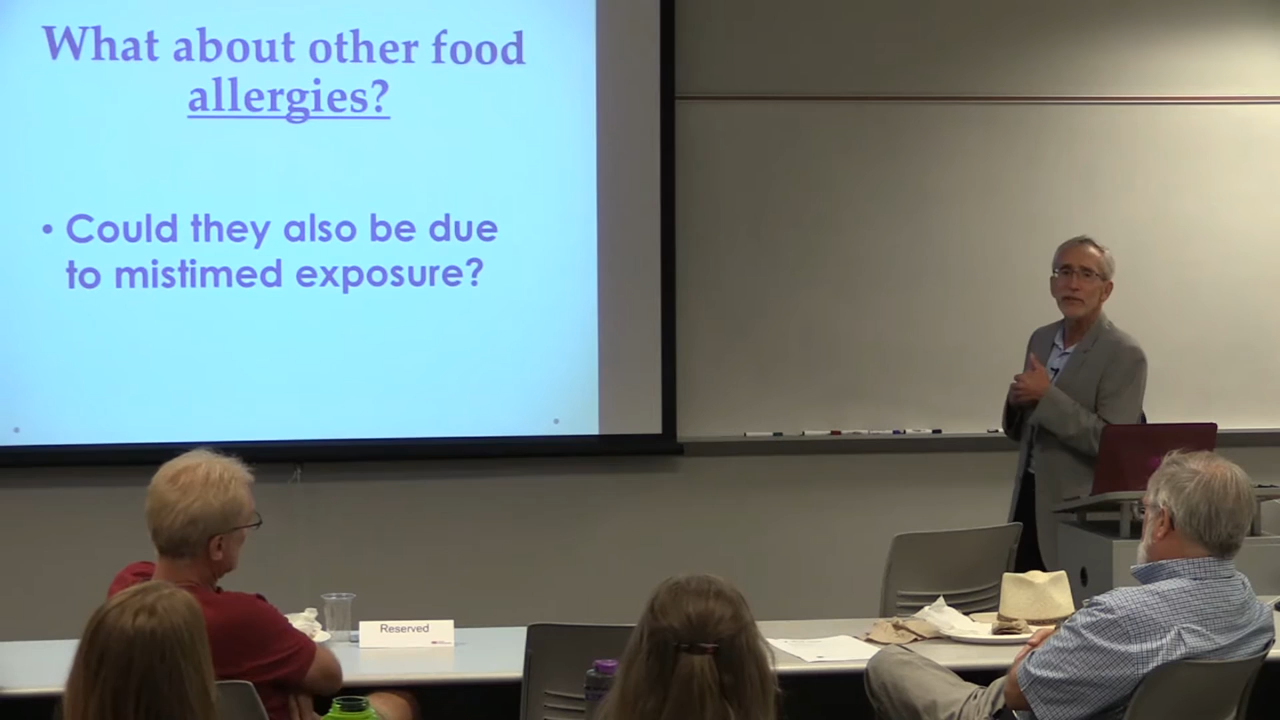 What about other food
allergies?
• Could they also be due
to mistimed exposure?
Reserved